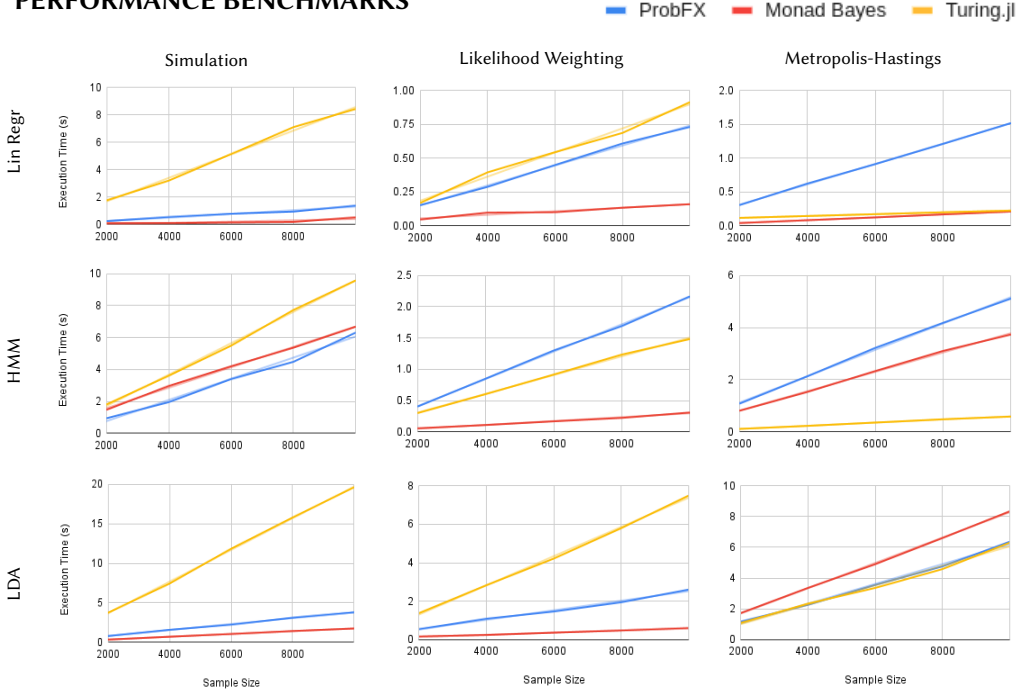 PERFORMANCE BENCHMARKS
ProbFX Monad Bayes Turing.jl
Simulation Likelihood Weighting Metropolis-Hastings
Lin Regr
Execution Time (s)
10
8
6
4
2
0
2000 4000 6000 8000
1.00
0.75
0.50
0.25
0.00
2000 4000 6000 8000
2.0
1.5
1.0
0.5
0.0
2000 4000 6000 8000
HMM
Execution Time (s)
10
8
6
4
2
0
2000 4000 6000 8000
2.5
2.0
1.5
1.0
0.5
0.0
2000 4000 6000 8000
6
4
2
0
2000 4000 6000 8000
LDA
Execution Time (s)
20
15
10
5
0
2000 4000 6000 8000
Sample Size
8
6
4
2
0
2000 4000 6000 8000
Sample Size
10
8
6
4
2
0
2000 4000 6000 8000
Sample Size